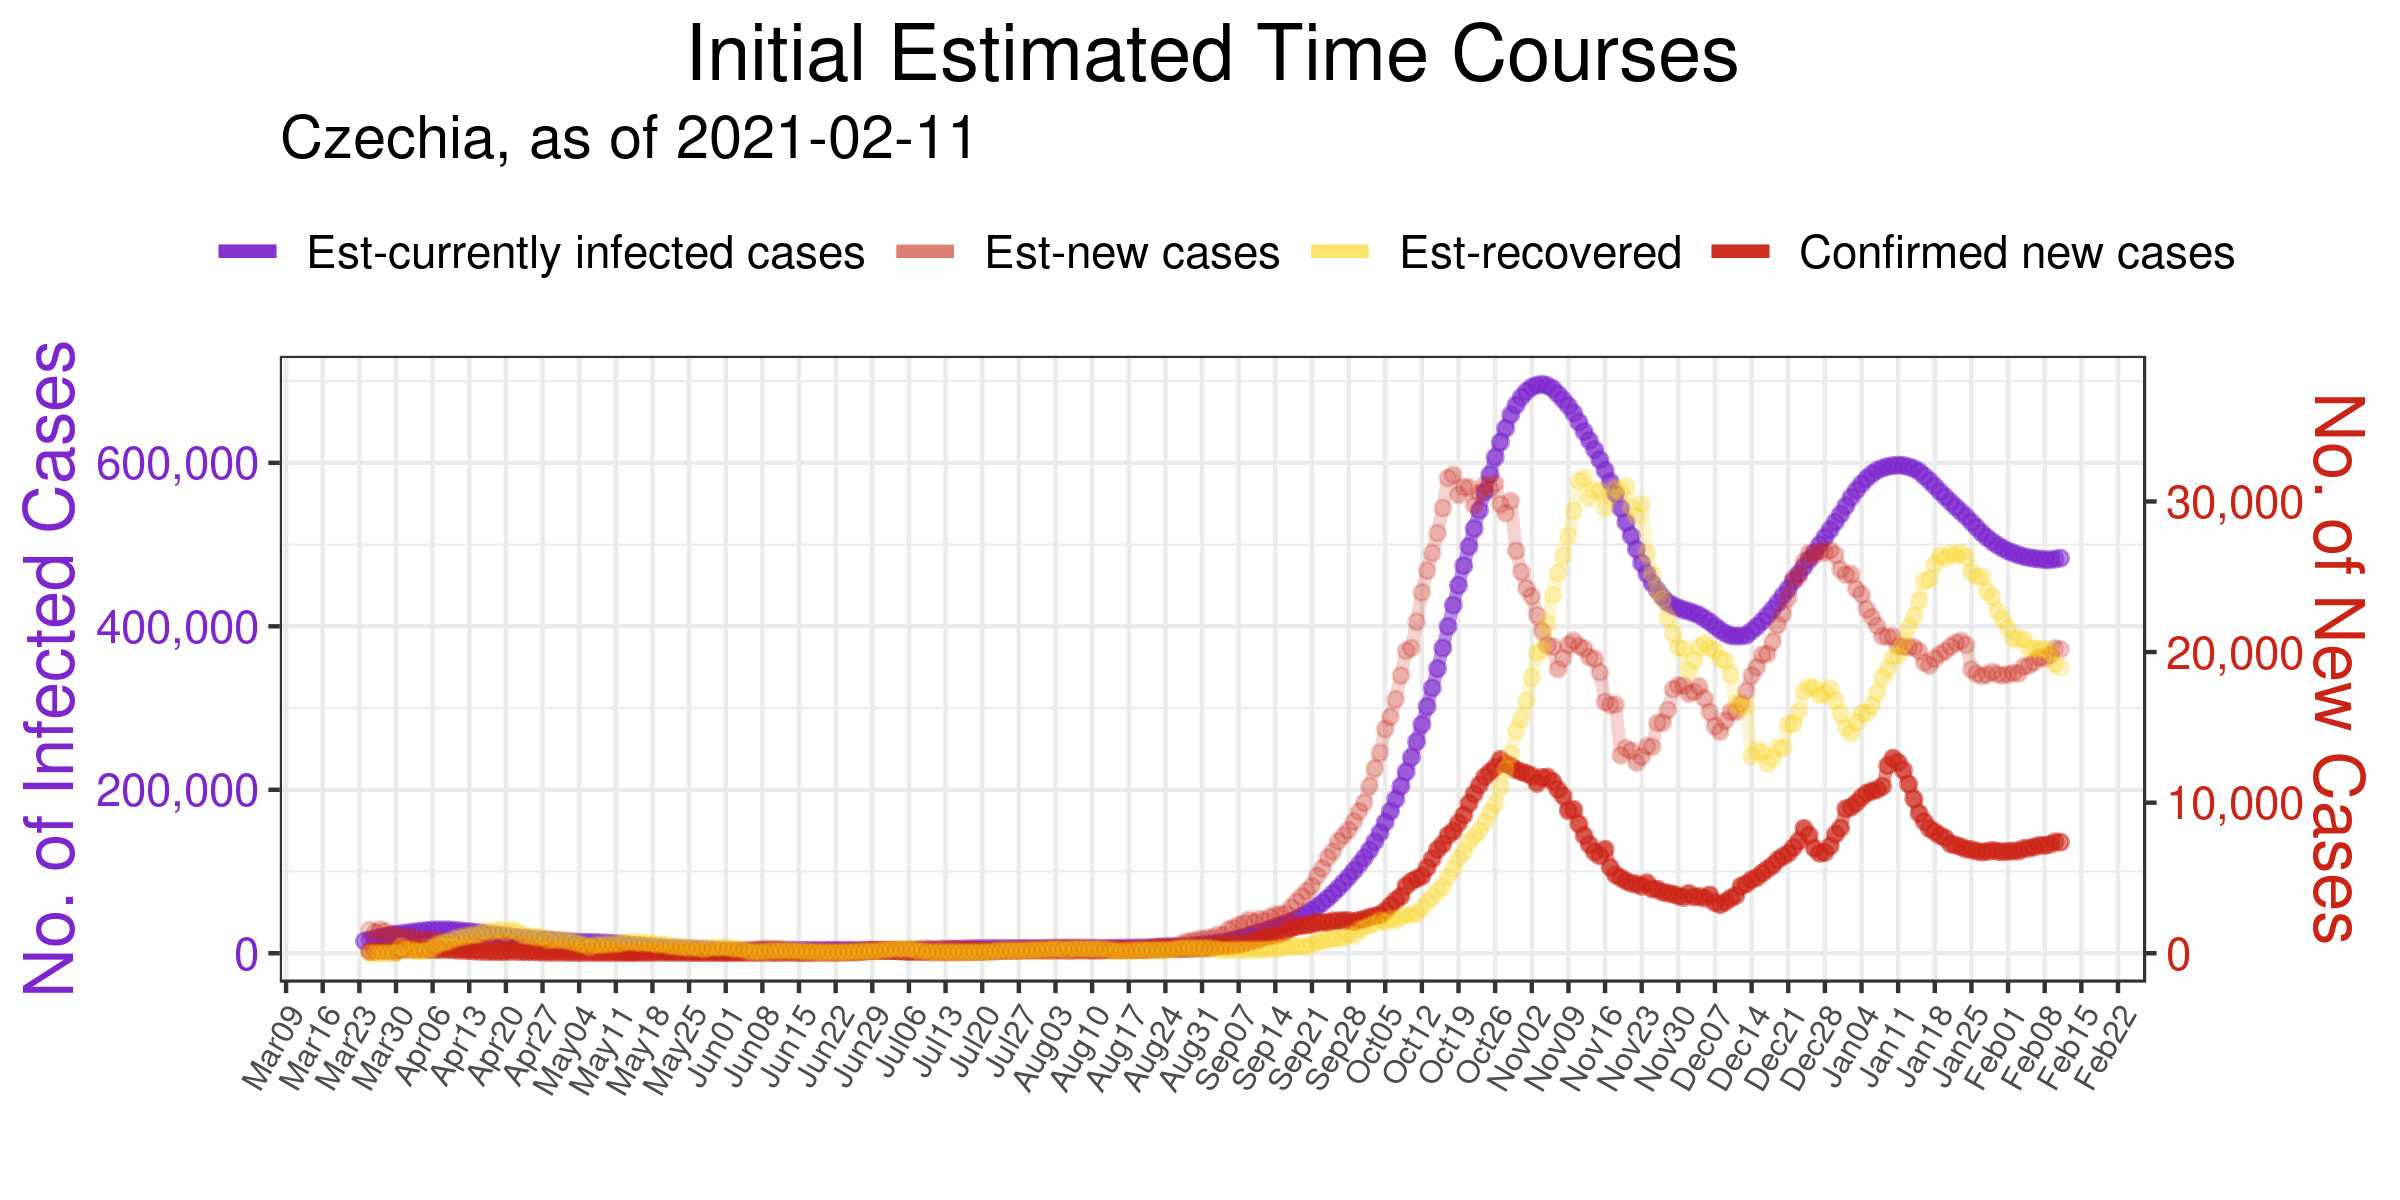 Initial Estimated Time Courses
Czechia, as of 2021-02-11
Est-currently infected cases Est-new cases Est-recovered Confirmed new cases
No. of Infected Cases
600,000
400,000
200,000
0
No. of New Cases
30,000
20,000
10,000
0
Mar09 Mar16 Mar23 Mar30 Apr06 Apr13 Apr20 Apr27 May04 May11 May18 May25 Jun01 Jun08 Jun15 Jun22 Jun29 Jul06 Jul13 Jul20 Jul27 Aug03 Aug10 Aug17 Aug24 Aug31 Sep07 Sep14 Sep21 Sep28 Oct05 Oct12 Oct19 Oct26 Nov02 Nov09 Nov16 Nov23 Nov30 Dec07 Dec14 Dec21 Dec28 Jan04 Jan11 Jan18 Jan25 Feb01 Feb08 Feb15 Feb22